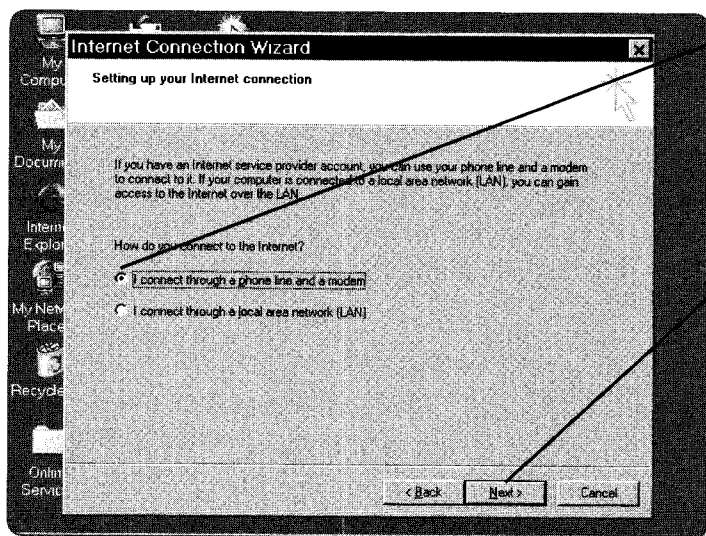 Internet Connection Wizard
My
Compu
Setting up your Internet connection
My
Docum
If you have an Internet service provider account, you can use your phone line and a modem
to connect to it. If your computer is connected to a local area network (LAN), you can gain
access to the Internet over the LAN.
Intern
Explor
How do you connect to the Internet?
I connect through a phone line and a modem
My Net
Place
I connect through a local area network (LAN)
Recycle
Onlin
Servic
< Back
Next >
Cancel